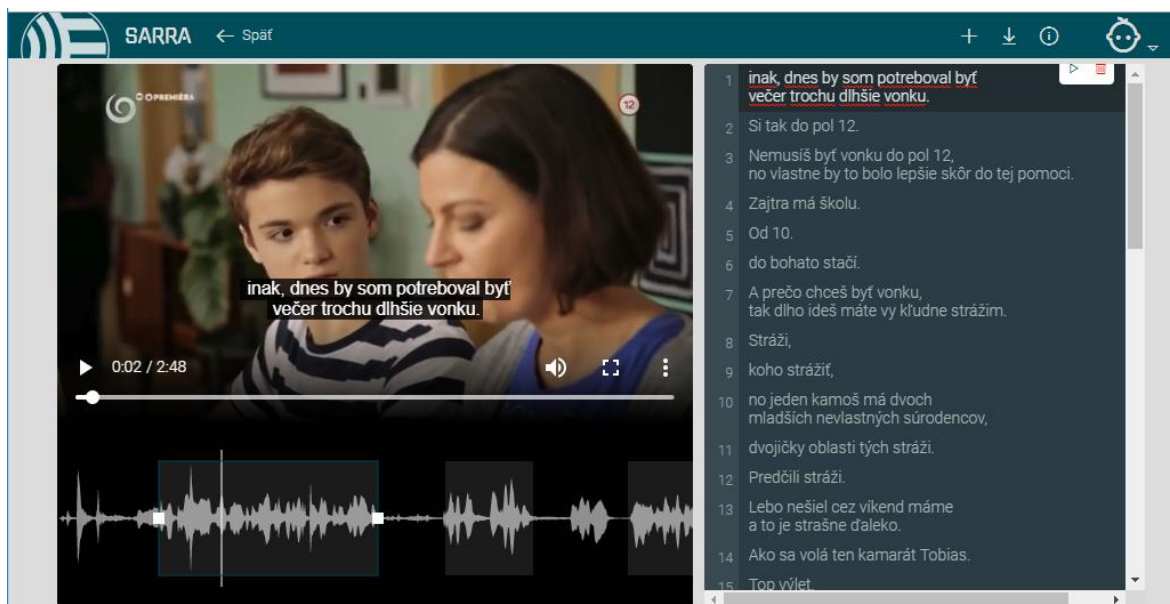 SARRA
← Späť
OPREMIÉRA
12
inak, dnes by som potreboval byť
večer trochu dlhšie vonku.
0:02 / 2:48
1 inak, dnes by som potreboval byť
večer trochu dlhšie vonku.
2 Si tak do pol 12.
3 Nemusíš byť vonku do pol 12,
no vlastne by to bolo lepšie skôr do tej pomoci.
4 Zajtra má školu.
5 Od 10.
6 do bohato stačí.
7 A prečo chceš byť vonku,
tak dlho ideš máte vy kľudne strážim.
8 Stráži,
9 koho strážiť,
10 no jeden kamoš má dvoch
mladších nevlastných súrodencov,
11 dvojičky oblasti tých stráži.
12 Predčili stráži.
13 Lebo nešiel cez víkend máme
a to je strašne ďaleko.
14 Ako sa volá ten kamarát Tobias.
15 Top výlet.